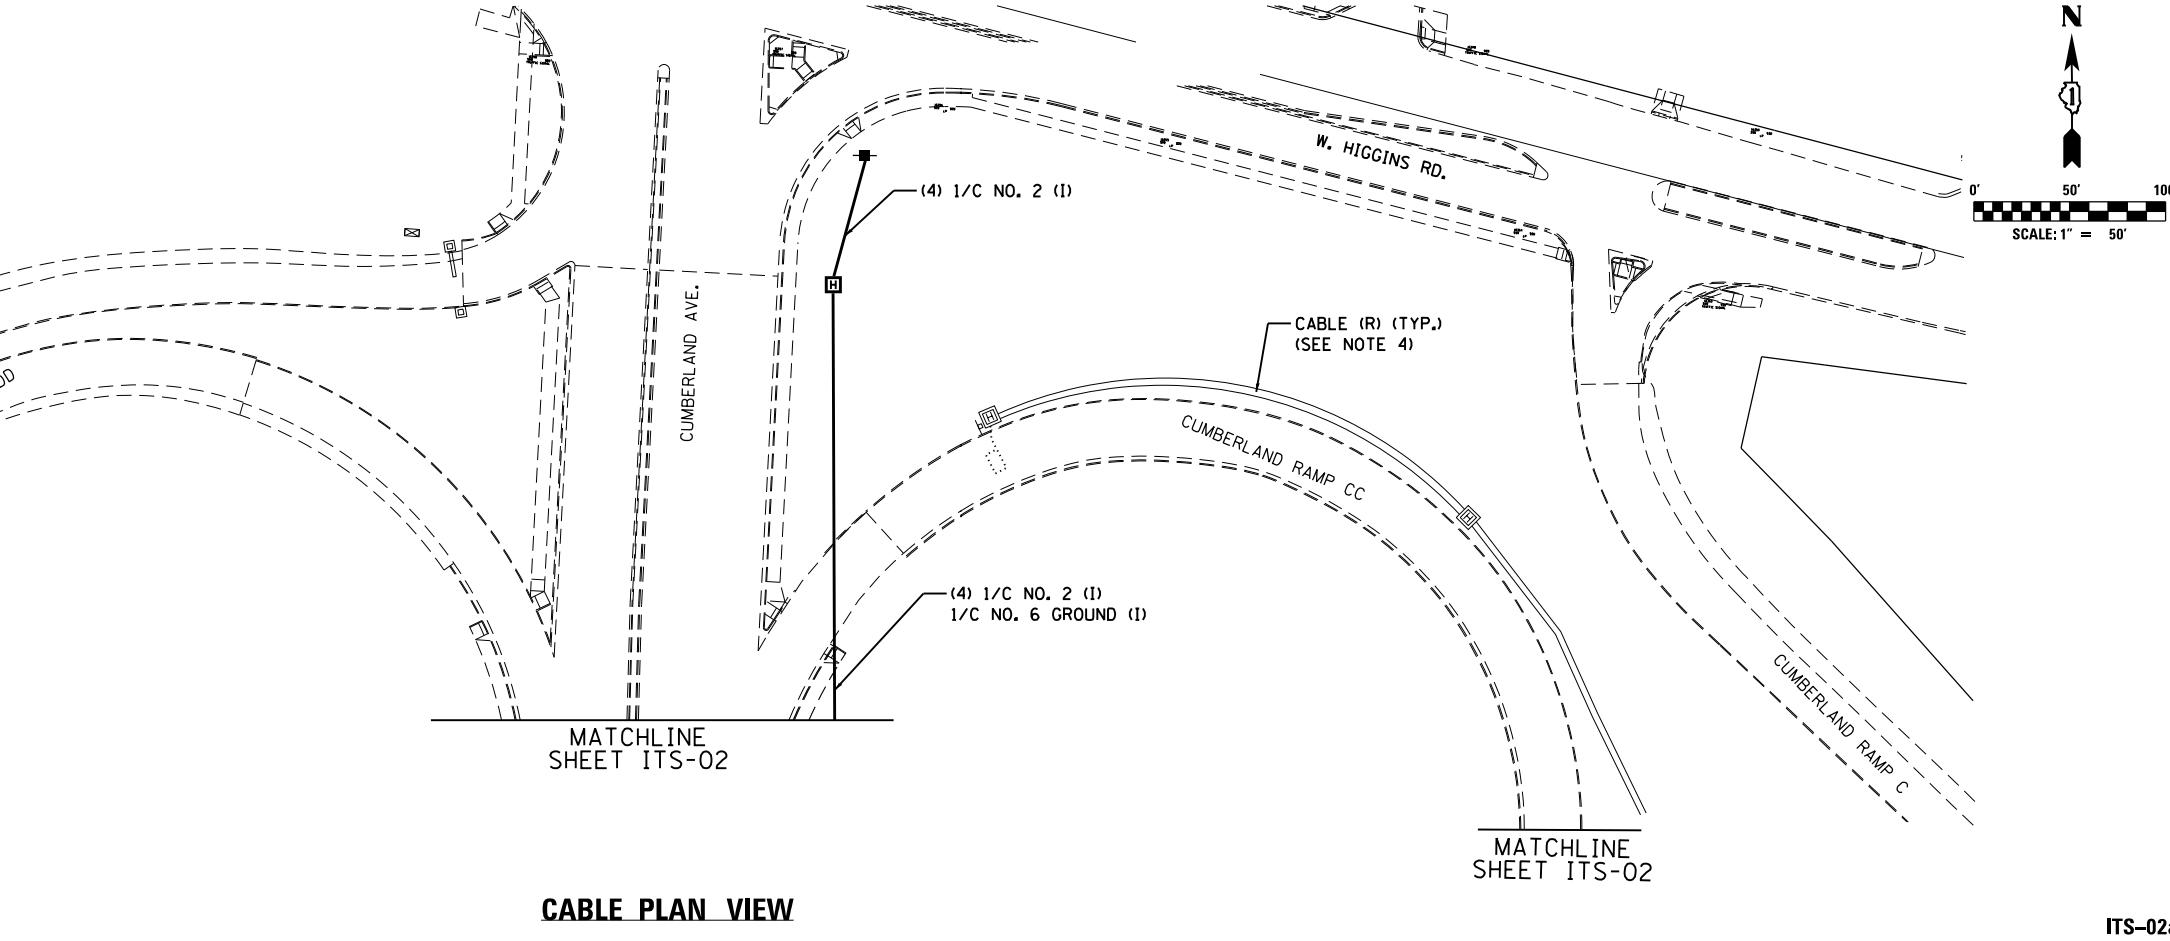 N
1
0'
50'
SCALE: 1" = 50'
W. HIGGINS RD.
(4) 1/C NO. 2 (I)
H
CUMBERLAND AVE.
CABLE (R) (TYP.)
(SEE NOTE 4)
H
CUMBERLAND RAMP CC
H
(4) 1/C NO. 2 (I)
1/C NO. 6 GROUND (I)
CUMBERLAND RAMP C
MATCHLINE
SHEET ITS-02
MATCHLINE
SHEET ITS-02
CABLE PLAN VIEW